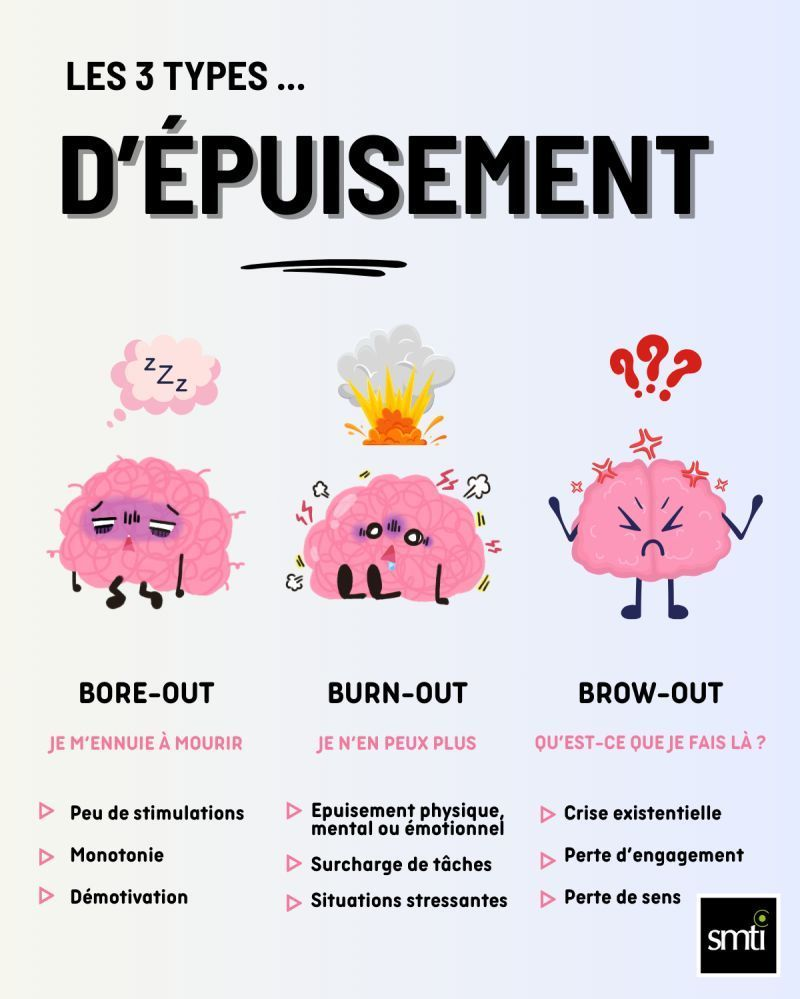 LES 3 TYPES ...
D'ÉPUISEMENT
zZz
???
BORE-OUT
JE M'ENNUIE À MOURIR
Peu de stimulations
Monotonie
Démotivation
BURN-OUT
JE N'EN PEUX PLUS
Epuisement physique,
mental ou émotionnel
Surcharge de tâches
Situations stressantes
BROW-OUT
QU'EST-CE QUE JE FAIS LÀ ?
Crise existentielle
Perte d'engagement
Perte de sens
smti